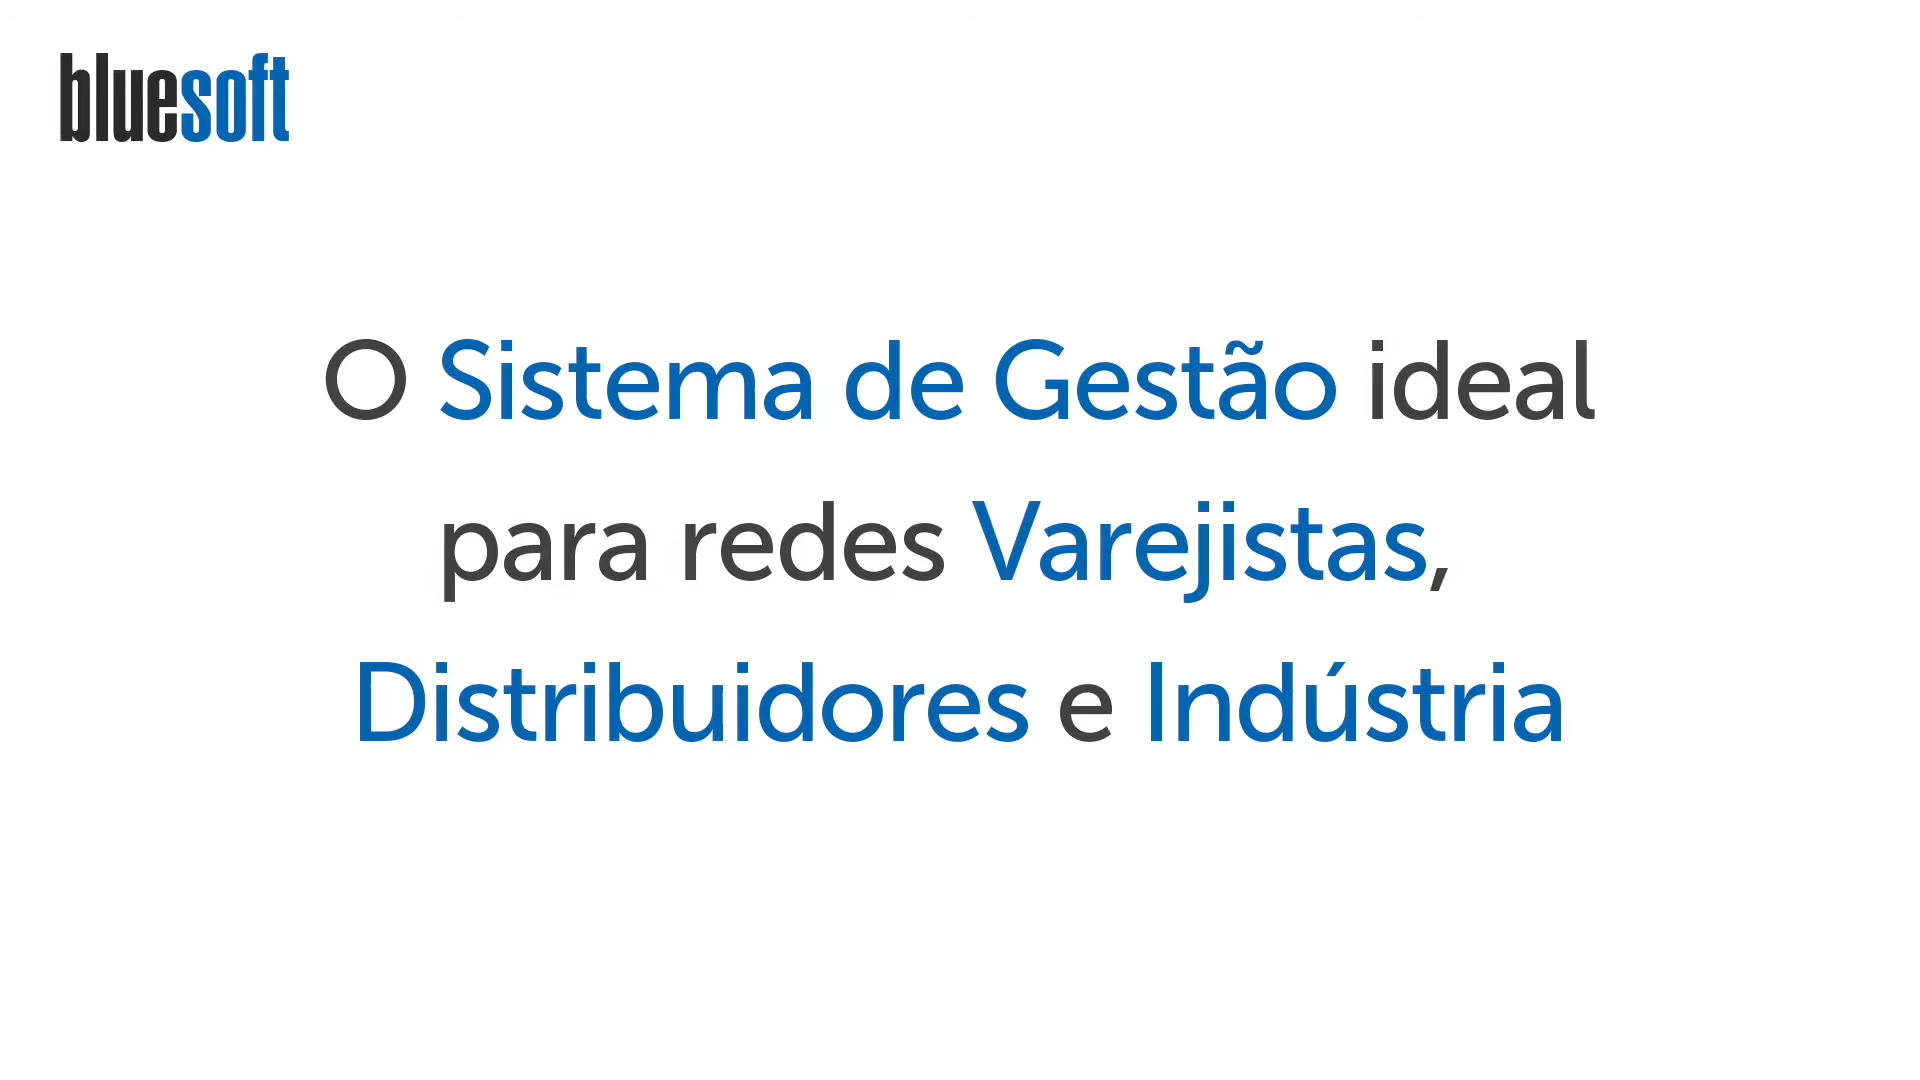 bluesoft
O Sistema de Gestão ideal
para redes Varejistas,
Distribuidores e Indústria